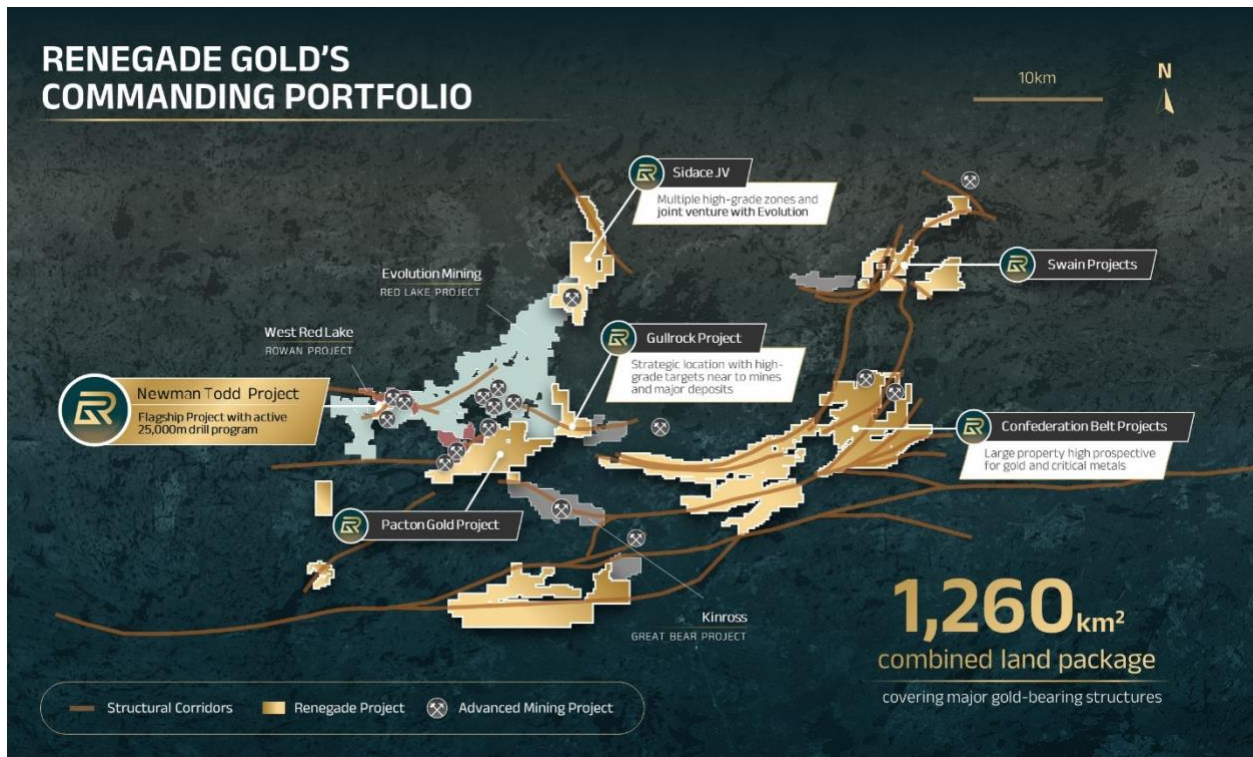 RENEGADE GOLD'S
COMMANDING PORTFOLIO
10km
N
Sidace JV
Multiple high-grade zones and
joint venture with Evolution
Swain Projects
Evolution Mining
RED LAKE PROJECT
West Red Lake
ROWAN PROJECT
Gullrock Project
Strategic location with high-
grade targets near to mines
and major deposits
Newman Todd Project
Flagship Project with active
25,000m drill program
Confederation Belt Projects
Large property high prospective
for gold and critical metals
Pacton Gold Project
Kinross
GREAT BEAR PROJECT
1,260km²
combined land package
covering major gold-bearing structures
Structural Corridors
Renegade Project
Advanced Mining Project